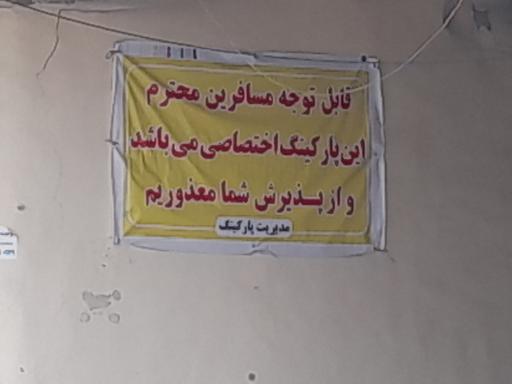 قابل توجه مسافرین محترم
این پارکینگ اختصاصی می باشد
و از پذیرش شما معذوریم
مدیریت پارکینگ